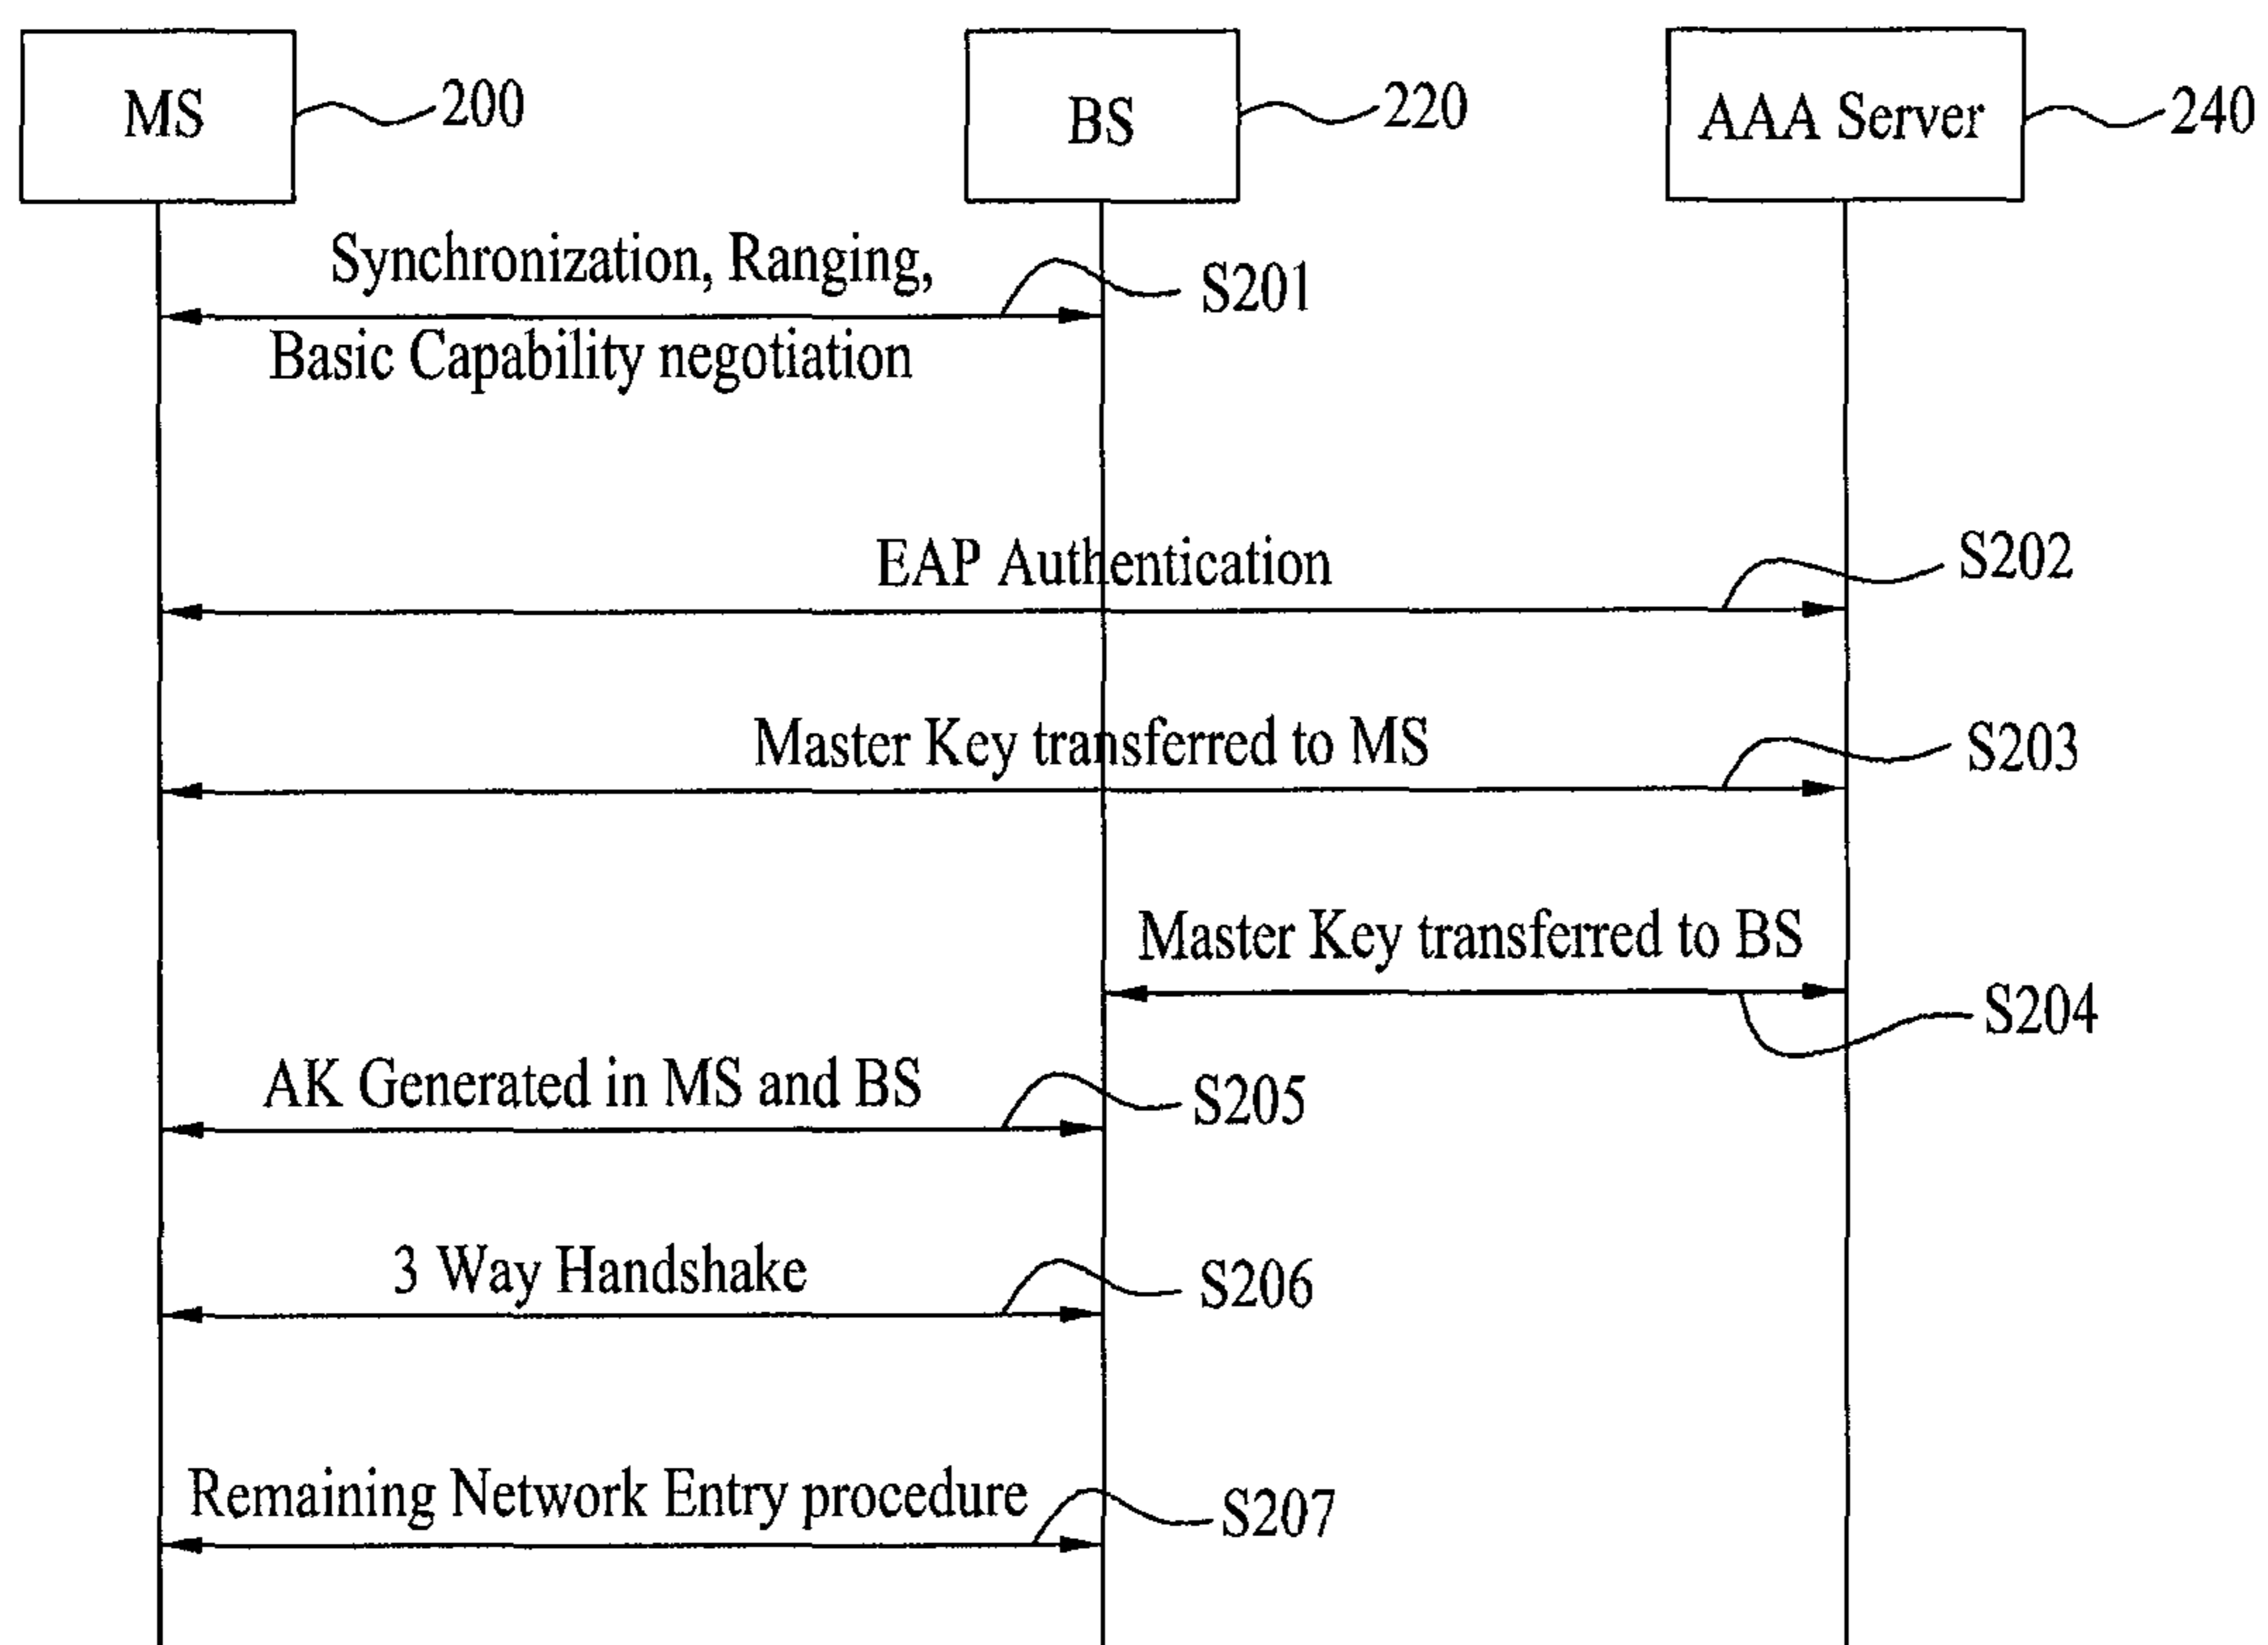 MS
200
BS
220
AAA Server
240
Synchronization, Ranging,
S201
Basic Capability negotiation
EAP Authentication
S202
Master Key transferred to MS
S203
Master Key transferred to BS
S204
AK Generated in MS and BS
S205
3 Way Handshake
S206
Remaining Network Entry procedure
S207